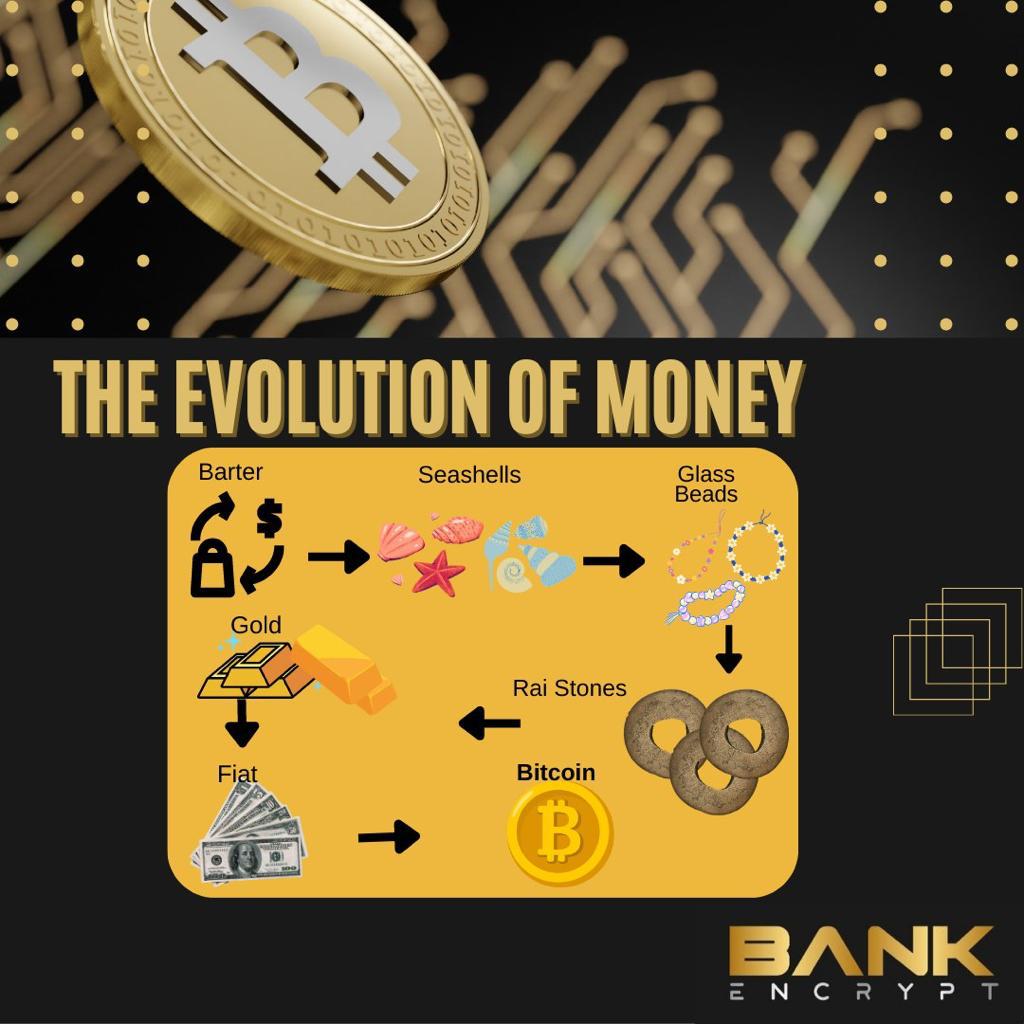 THE EVOLUTION OF MONEY
Barter
Seashells
Glass
Beads
$
Gold
Rai Stones
Fiat
Bitcoin
BANK
ENCRYPT